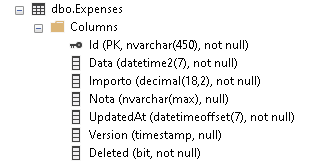 dbo.Expenses
Columns
Id (PK, nvarchar(450), not null)
Data (datetime2(7), not null)
Importo (decimal(18,2), not null)
Nota (nvarchar(max), null)
UpdatedAt (datetimeoffset(7), not null)
Version (timestamp, null)
Deleted (bit, not null)